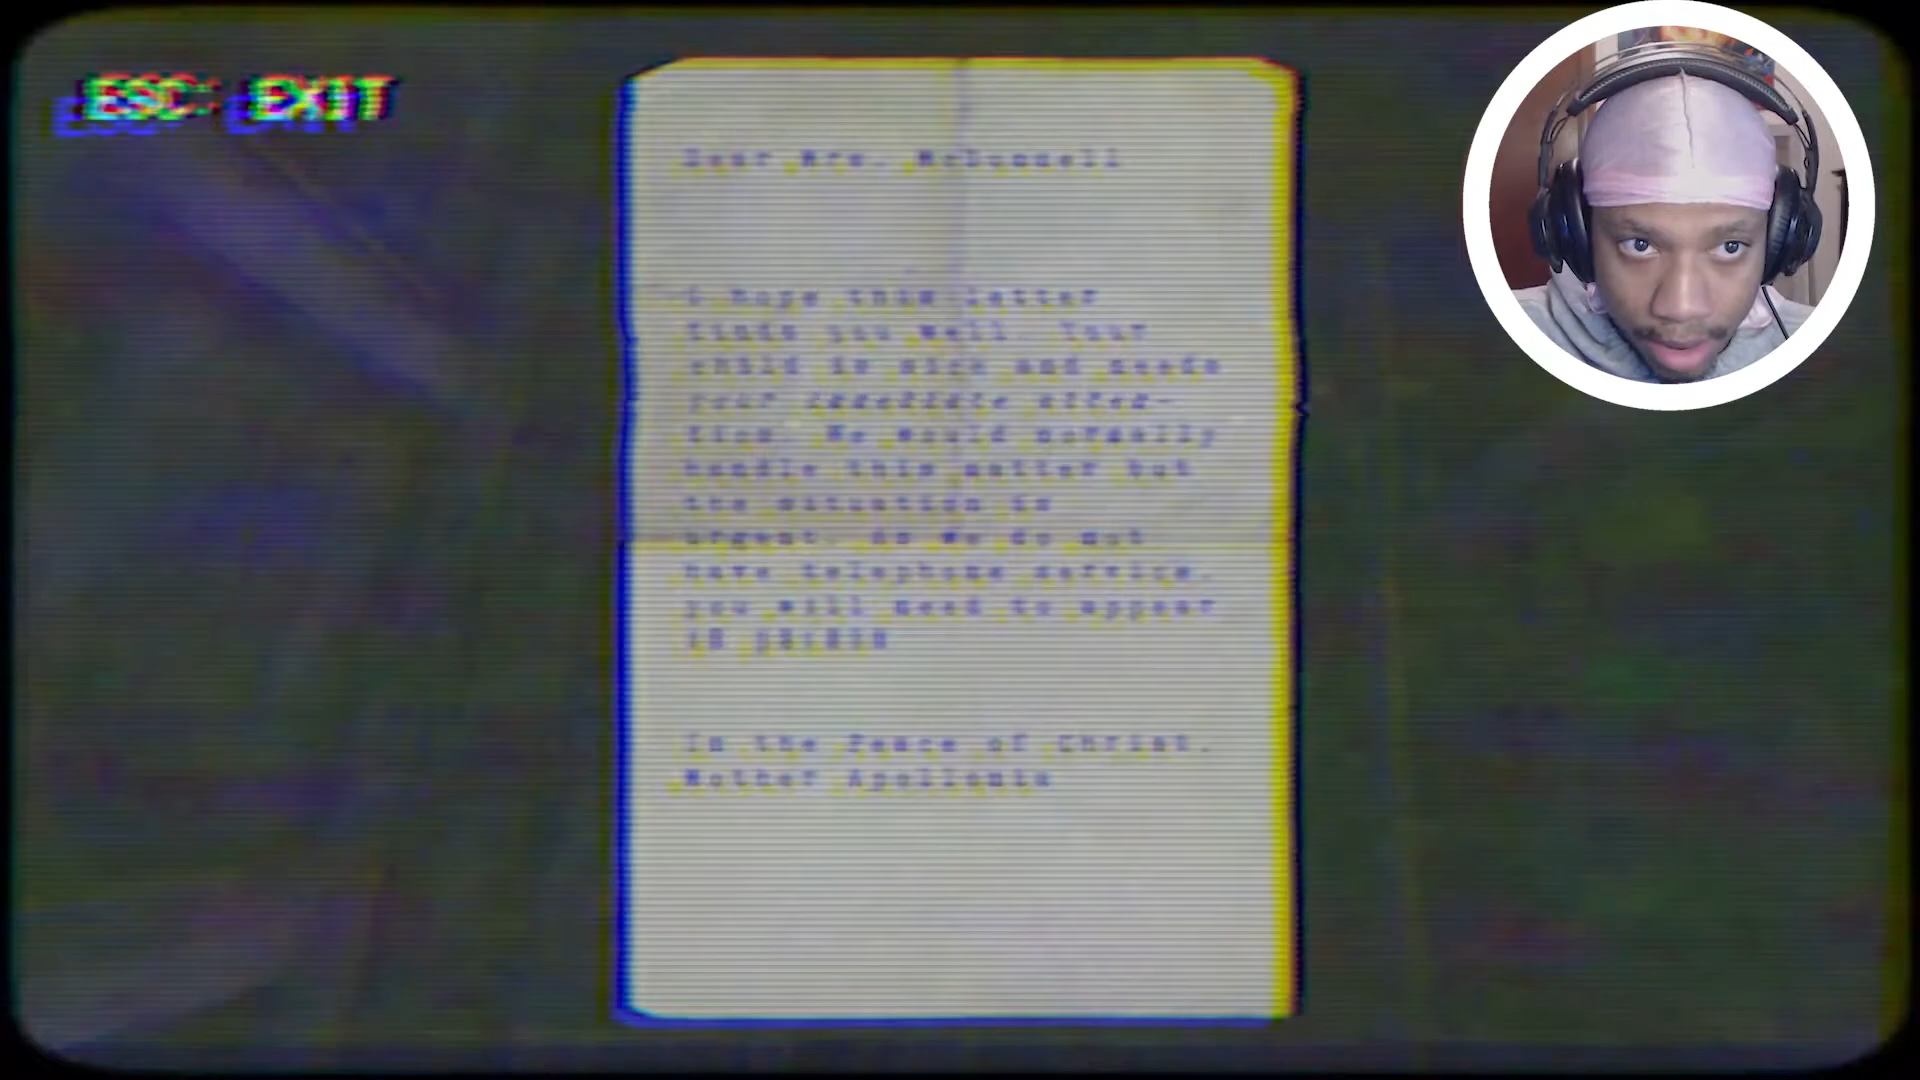 ESC: EXIT
Dear Mrs. McDonnell
I hope this letter
finds you well. Your
child is sick and needs
your immediate atten-
tion. We would normally
handle this matter but
the situation is
urgent. As we do not
have telephone service,
you will need to appear
in person
In the Peace of Christ,
Mother Apollonia